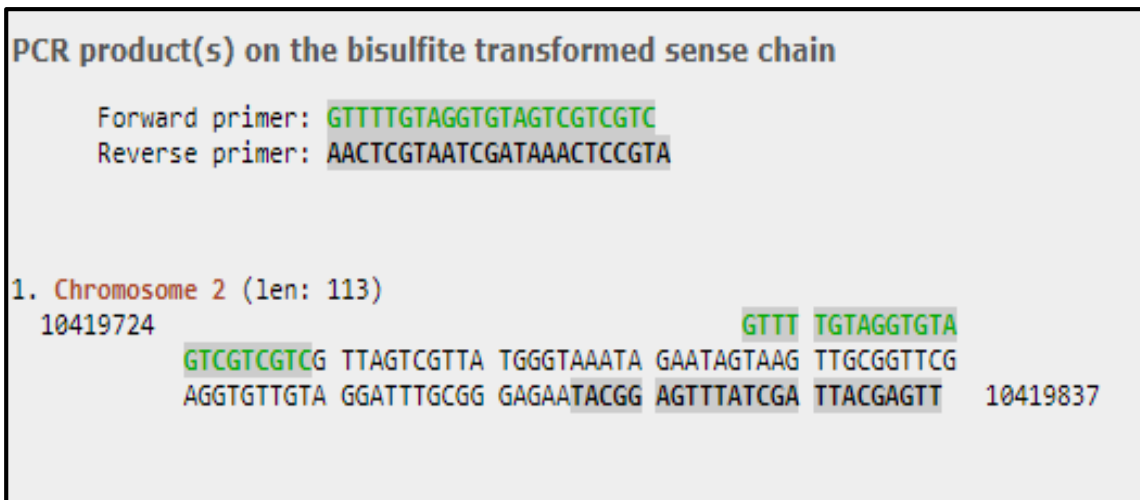 PCR product(s) on the bisulfite transformed sense chain
Forward primer: GTTTTGTAGGTGTAGTCGTCGTC
Reverse primer: AACTCGTAATCGATAAACTCCGTA
1. Chromosome 2 (len: 113)
10419724 GTTT TGTAGGTGTA
GTCGTCGTCG TTAGTCGTTA TGGGTAAATA GAATAGTAAG TTGCGGTTCG
AGGTGTTGTA GGATTTGCGG GAGAATACGG AGTTTATCGA TTACGAGTT 10419837